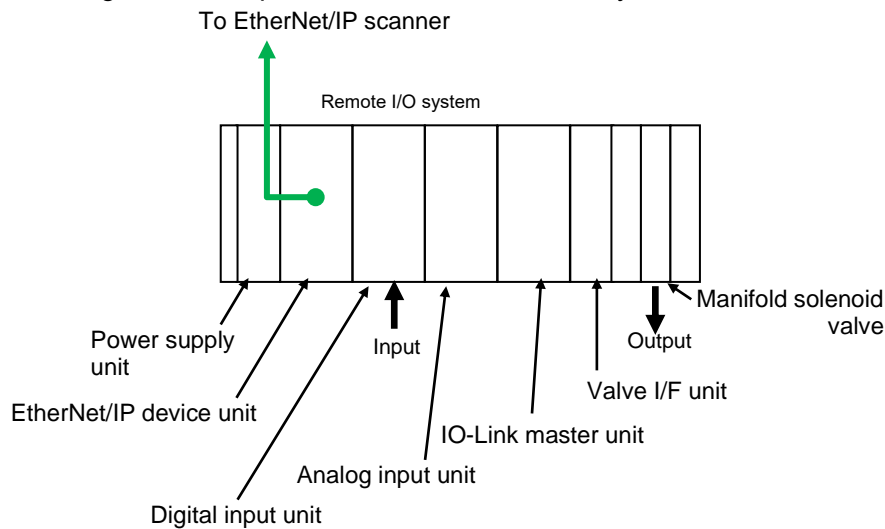 To EtherNet/IP scanner
Remote I/O system
Manifold solenoid
valve
Power supply
unit
Input
Output
Valve I/F unit
EtherNet/IP device unit
IO-Link master unit
Analog input unit
Digital input unit